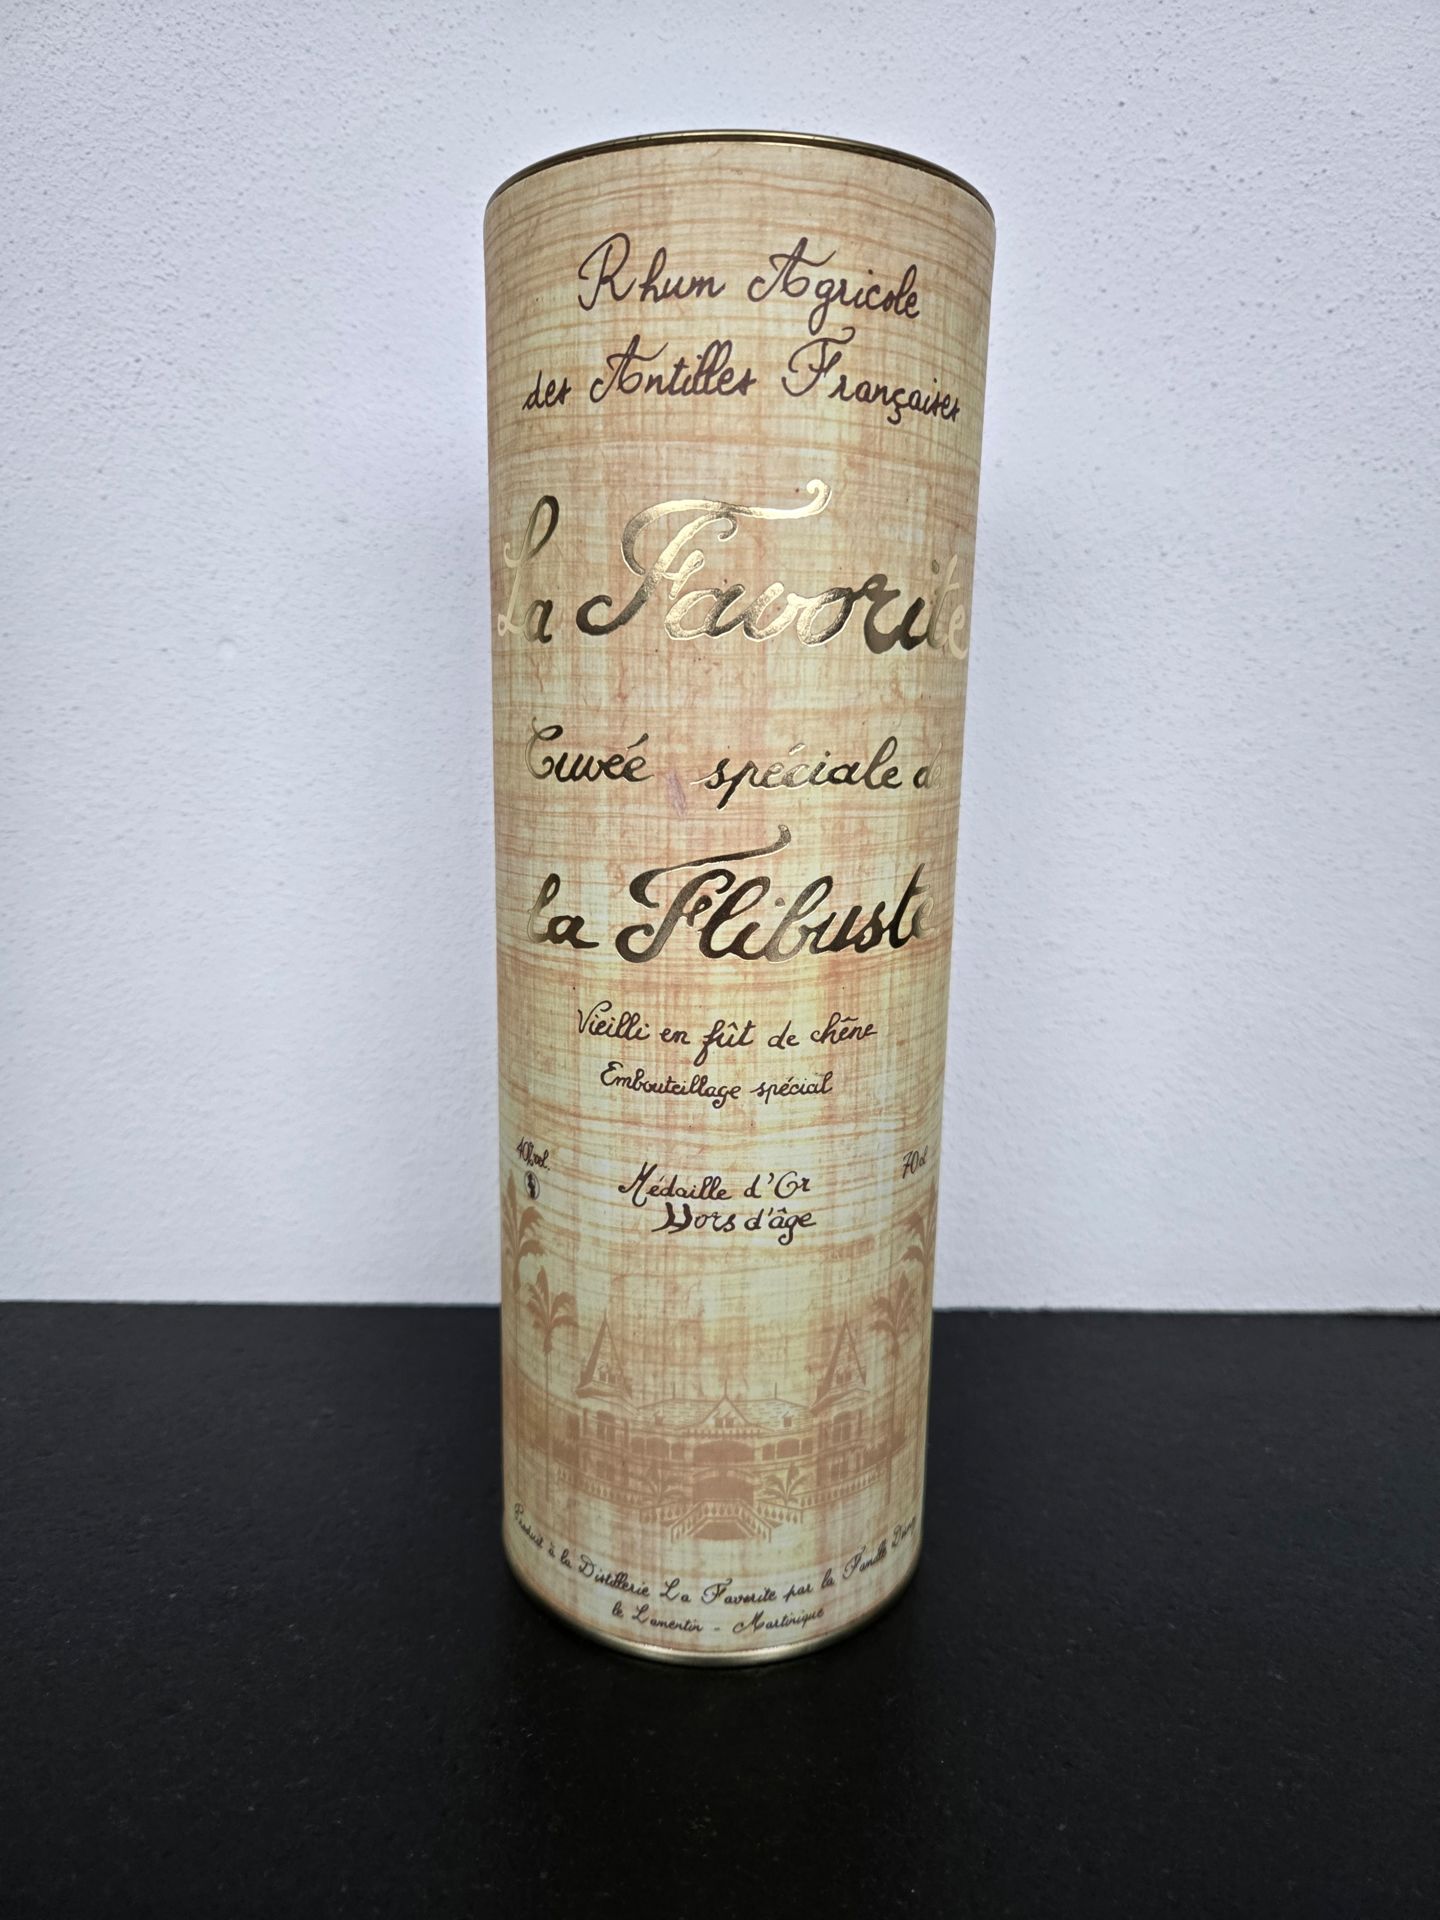 Rhum Agricole
des Antilles Françaises
La Favorite
Cuvée spéciale de
la Flibuste
Vieilli en fût de chêne
Embouteillage spécial
40% vol.
70cl
Médaille d'Or
Hors d'âge
Produit à la Distillerie La Favorite par la Famille
le Lamentin - Martinique